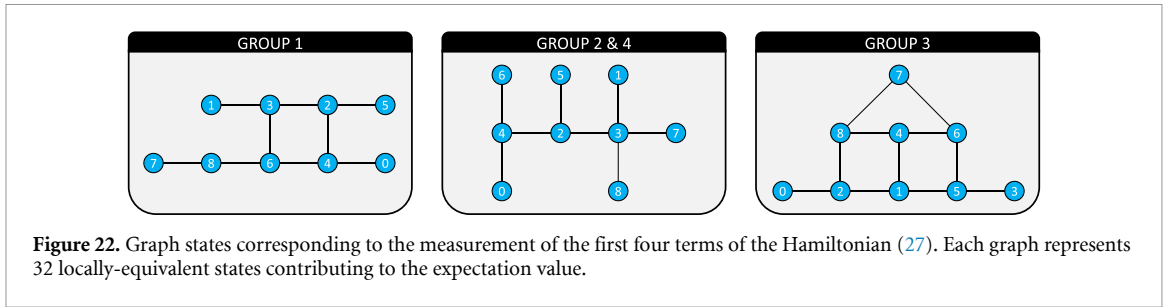 GROUP 1
1 3 2 5
7 8 6 4 0
GROUP 2 & 4
6 5 1
4 2 3 7
0 8
GROUP 3
7
8 4 6
0 2 1 5 3
Figure 22. Graph states corresponding to the measurement of the first four terms of the Hamiltonian (27). Each graph represents
32 locally-equivalent states contributing to the expectation value.